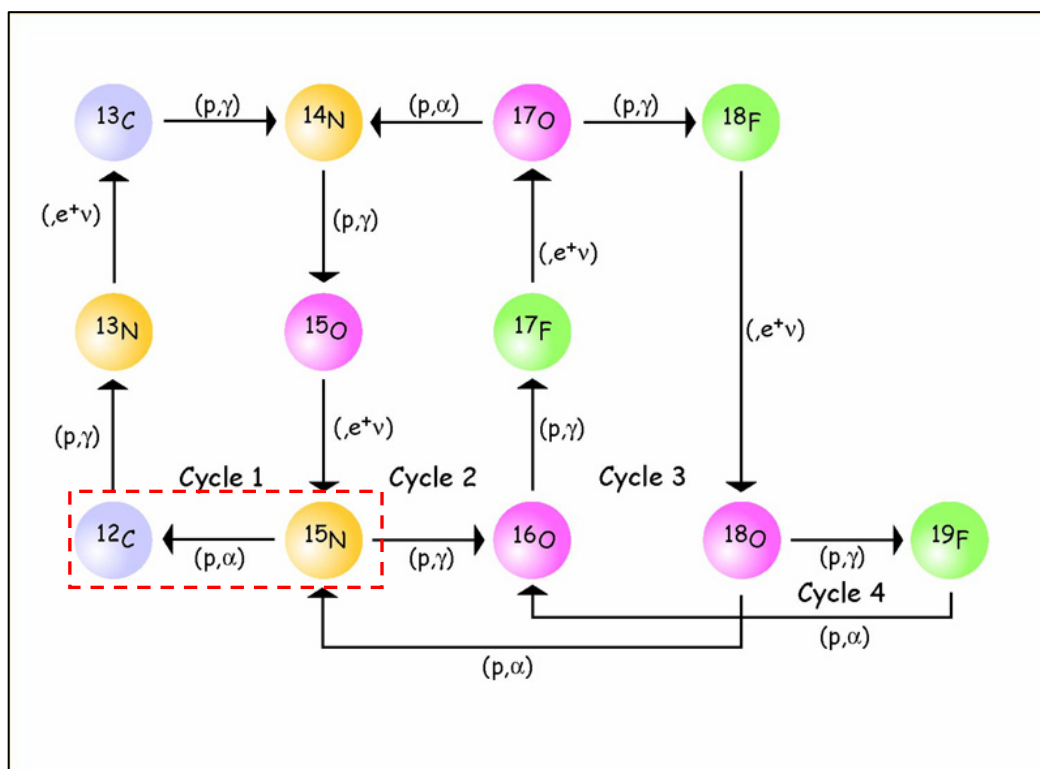 ¹³C (p,γ) ¹⁴N (p,α) ¹⁷O (p,γ) ¹⁸F
(,e⁺ν) (p,γ) (,e⁺ν)
¹³N ¹⁵O ¹⁷F (,e⁺ν)
(p,γ) (,e⁺ν) (p,γ)
Cycle 1 Cycle 2 Cycle 3
¹²C (p,α) ¹⁵N (p,γ) ¹⁶O ¹⁸O (p,γ) ¹⁹F
Cycle 4
(p,α)
(p,α)